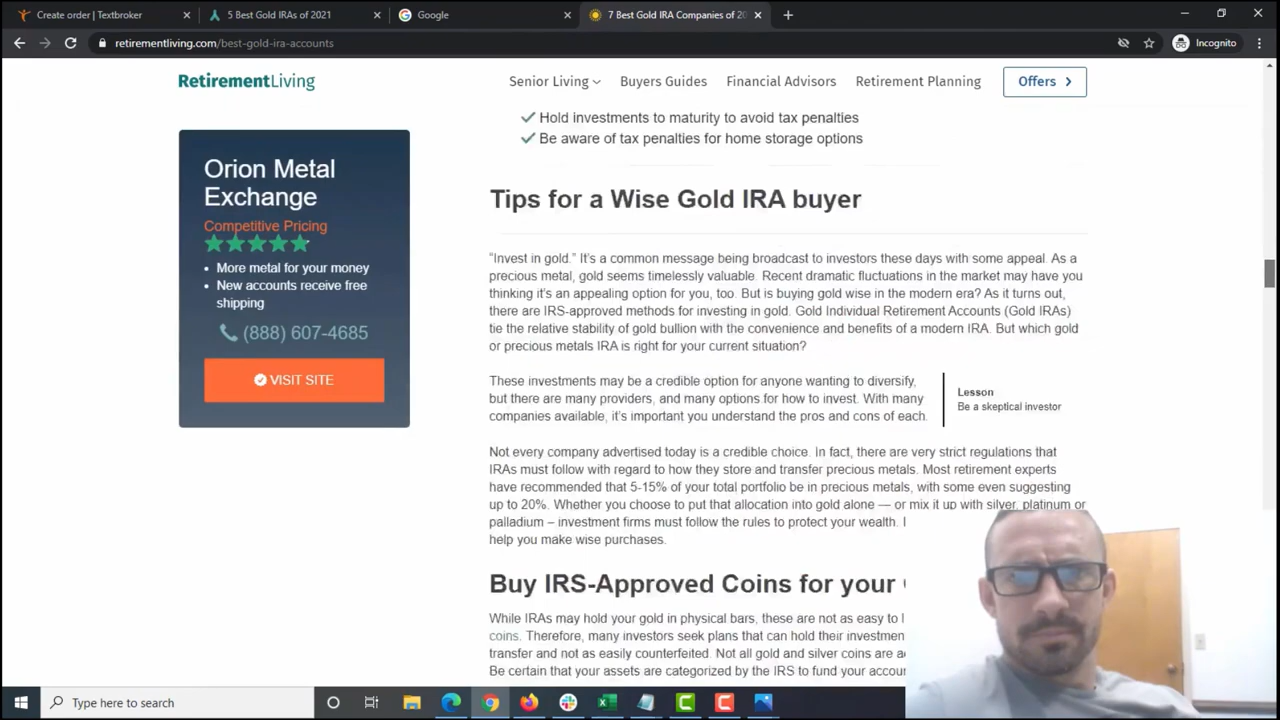 Create order | Textbroker
5 Best Gold IRAs of 2021
Google
7 Best Gold IRA Companies of 20
retirementliving.com/best-gold-ira-accounts
Incognito
RetirementLiving
Senior Living
Buyers Guides
Financial Advisors
Retirement Planning
Offers
Hold investments to maturity to avoid tax penalties
Be aware of tax penalties for home storage options
Orion Metal
Exchange
Competitive Pricing
More metal for your money
New accounts receive free
shipping
(888) 607-4685
VISIT SITE
Tips for a Wise Gold IRA buyer
“Invest in gold.” It’s a common message being broadcast to investors these days with some appeal. As a
precious metal, gold seems timelessly valuable. Recent dramatic fluctuations in the market may have you
thinking it’s an appealing option for you, too. But is buying gold wise in the modern era? As it turns out,
there are IRS-approved methods for investing in gold. Gold Individual Retirement Accounts (Gold IRAs)
tie the relative stability of gold bullion with the convenience and benefits of a modern IRA. But which gold
or precious metals IRA is right for your current situation?
These investments may be a credible option for anyone wanting to diversify,
but there are many providers, and many options for how to invest. With many
companies available, it’s important you understand the pros and cons of each.
Lesson
Be a skeptical investor
Not every company advertised today is a credible choice. In fact, there are very strict regulations that
IRAs must follow with regard to how they store and transfer precious metals. Most retirement experts
have recommended that 5-15% of your total portfolio be in precious metals, with some even suggesting
up to 20%. Whether you choose to put that allocation into gold alone — or mix it up with silver, platinum or
palladium – investment firms must follow the rules to protect your wealth.
help you make wise purchases.
Buy IRS-Approved Coins for your
While IRAs may hold your gold in physical bars, these are not as easy to
coins. Therefore, many investors seek plans that can hold their investmen
transfer and not as easily counterfeited. Not all gold and silver coins are
Be certain that your assets are categorized by the IRS to fund your accou
Type here to search